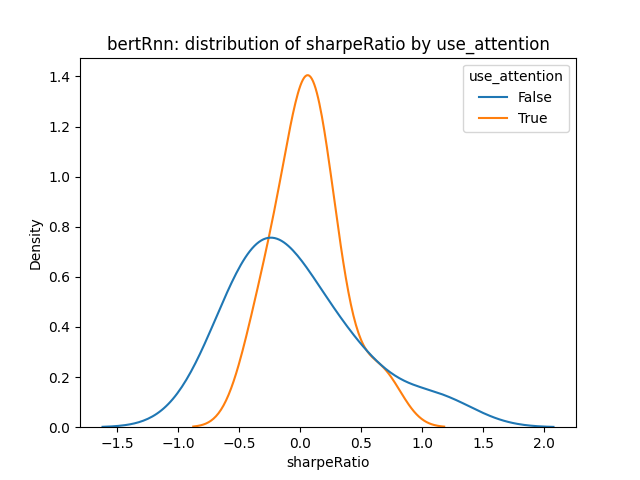 bertRnn: distribution of sharpeRatio by use_attention
use_attention
False
True
1.4
1.2
1.0
0.8
0.6
0.4
0.2
0.0
Density
−1.5
−1.0
−0.5
0.0
0.5
1.0
1.5
2.0
sharpeRatio